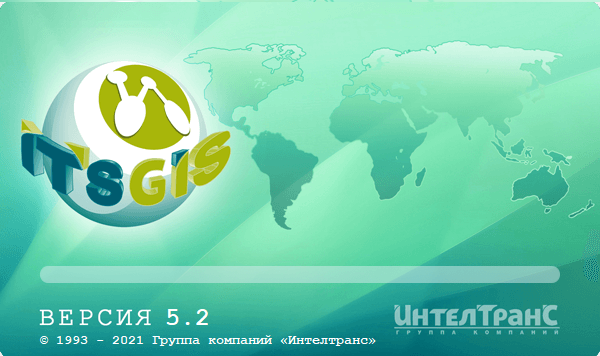 ITSGIS
ВЕРСИЯ 5.2
© 1993 - 2021 Группа компаний «Интелтранс»
ИНТЕЛТРАНС
ГРУППА КОМПАНИЙ